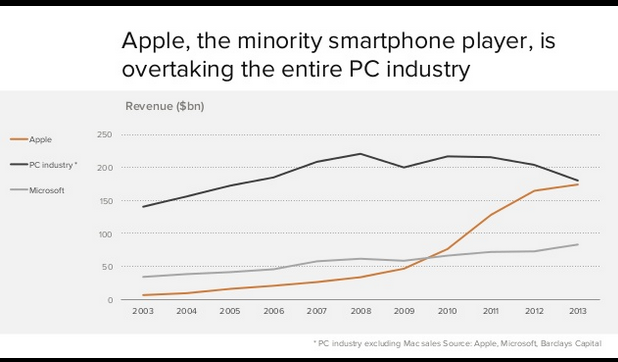 Apple, the minority smartphone player, is
overtaking the entire PC industry
Revenue ($bn)
Apple
PC industry*
Microsoft
250
200
150
100
50
0
2003 2004 2005 2006 2007 2008 2009 2010 2011 2012 2013
* PC industry excluding Mac sales Source: Apple, Microsoft, Barclays Capital